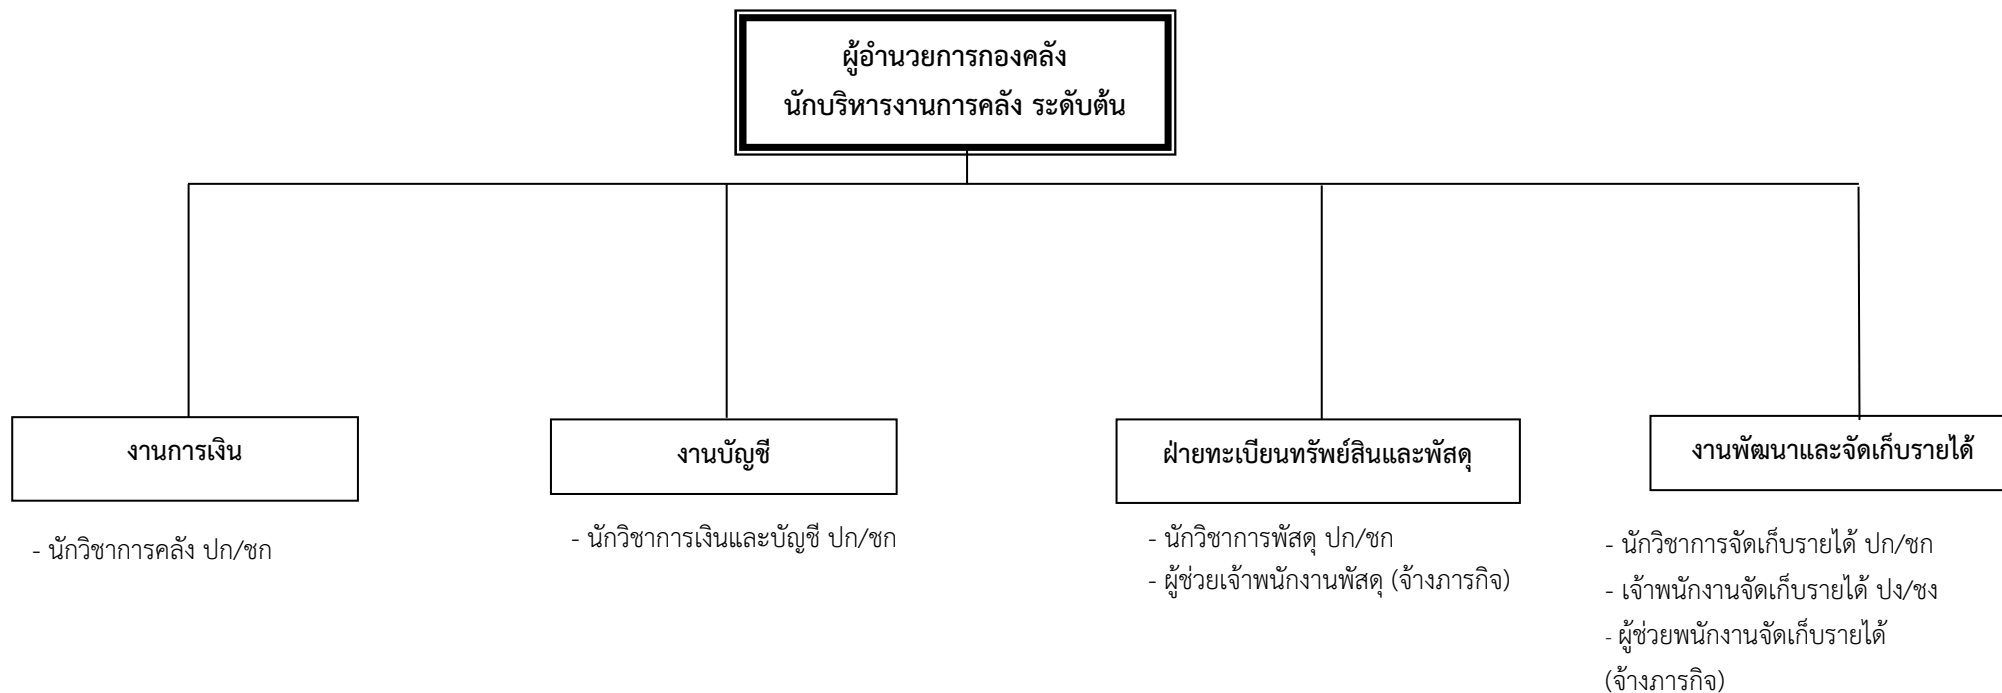 ผู้อำนวยการกองคลัง
นักบริหารงานการคลัง ระดับต้น
งานการเงิน
- นักวิชาการคลัง ปก/ชก
งานบัญชี
- นักวิชาการเงินและบัญชี ปก/ชก
ฝ่ายทะเบียนทรัพย์สินและพัสดุ
- นักวิชาการพัสดุ ปก/ชก
- ผู้ช่วยเจ้าพนักงานพัสดุ (จ้างภารกิจ)
งานพัฒนาและจัดเก็บรายได้
- นักวิชาการจัดเก็บรายได้ ปก/ชก
- เจ้าพนักงานจัดเก็บรายได้ ปง/ชง
- ผู้ช่วยพนักงานจัดเก็บรายได้
(จ้างภารกิจ)